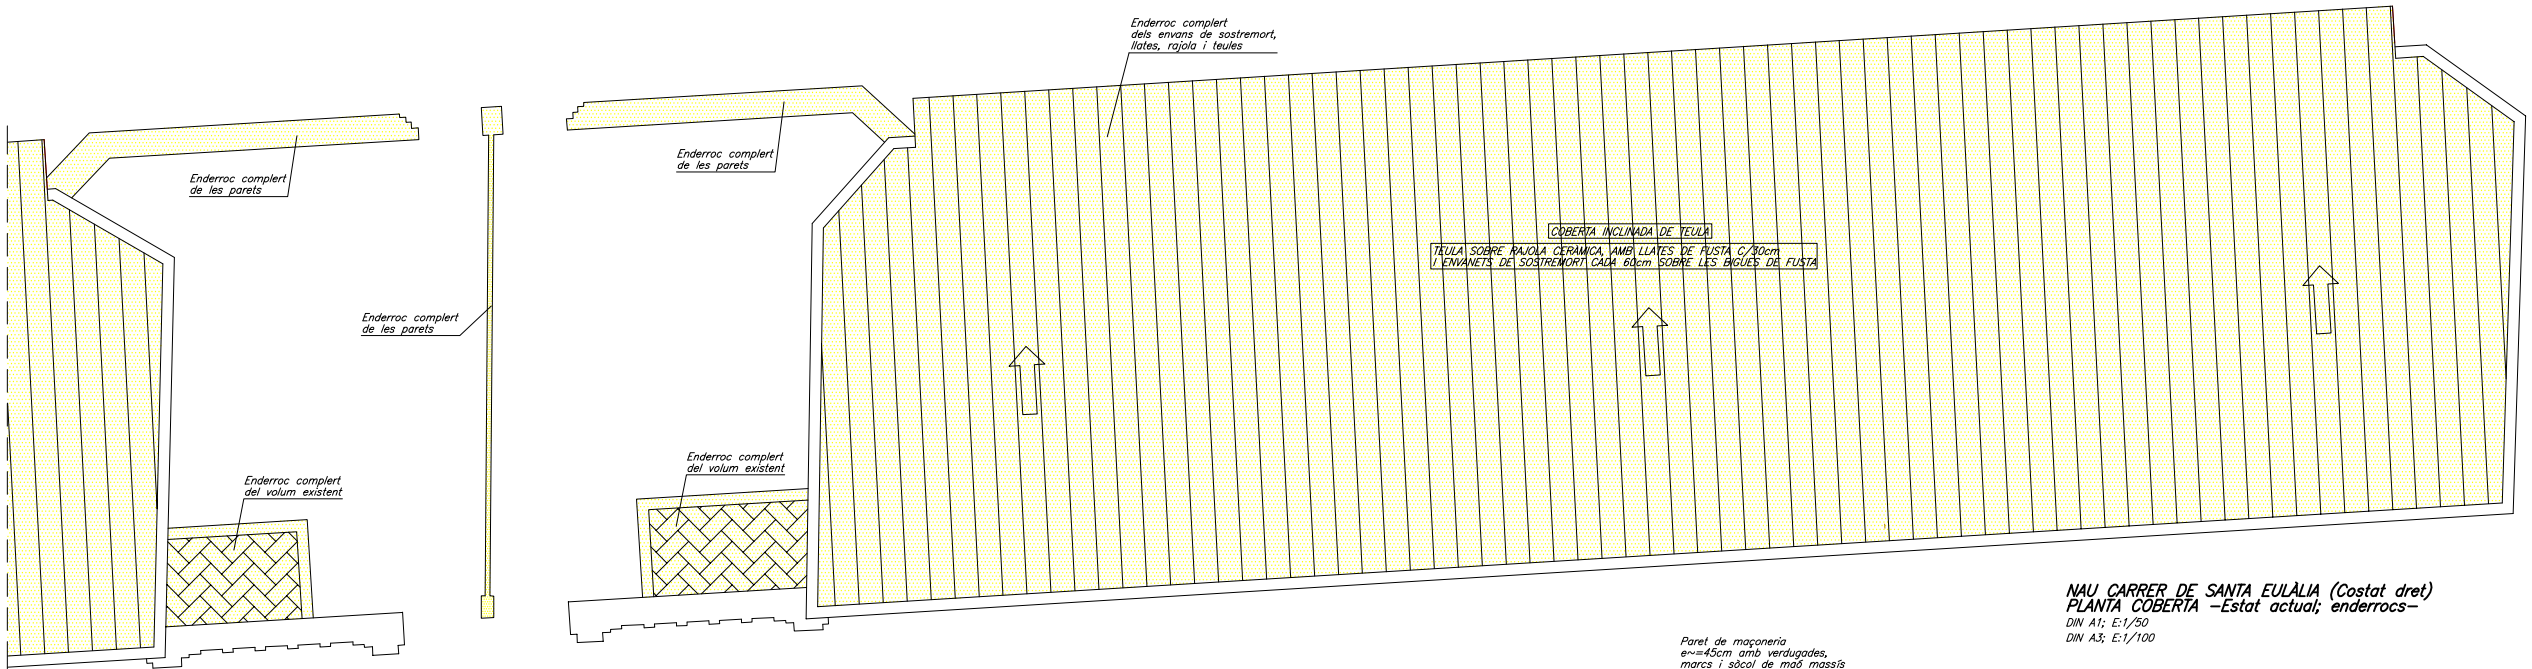 Enderroc complert
dels envans de sostremort,
llates, rajola i teules
Enderroc complert
de les parets
Enderroc complert
de les parets
Enderroc complert
de les parets
COBERTA INCLINADA DE TEULA
TEULA SOBRE RAJOLA CERÀMICA, AMB LLATES DE FUSTA C/30cm
I ENVANETS DE SOSTREMORT CADA 60cm SOBRE LES BIGUES DE FUSTA
Enderroc complert
del volum existent
Enderroc complert
del volum existent
NAU CARRER DE SANTA EULÀLIA (Costat dret)
PLANTA COBERTA -Estat actual; enderrocs-
DIN A1; E:1/50
DIN A3; E:1/100
Paret de maçoneria
e~=45cm amb verdugades,
marcs i sòcol de maó massís